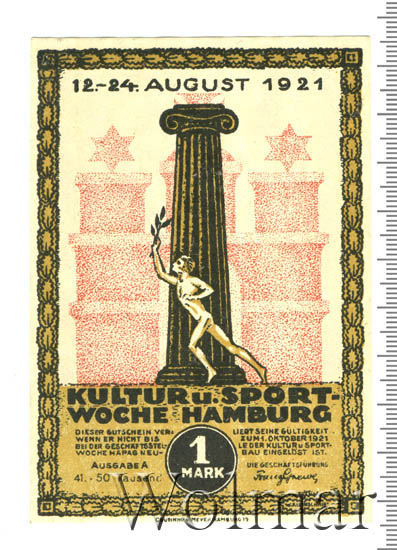 12.-24. AUGUST 1921
KULTUR u. SPORT-
WOCHE HAMBURG
DIESER GUTSCHEIN VER-
WENN ER NICHT BIS
BEI DER GESCHÄFTSSTEL-
WOCHE HAPAG NEU-
LIERT SEINE GÜLTIGKEIT
ZUM 1. OKTOBER 1921
LE DER KULTUR U SPORT-
BAU EINGELÖST IST.
1
MARK
AUSGABE A
41.-50 Tausend
DIE GESCHÄFTSFÜHRUNG
Wolmar